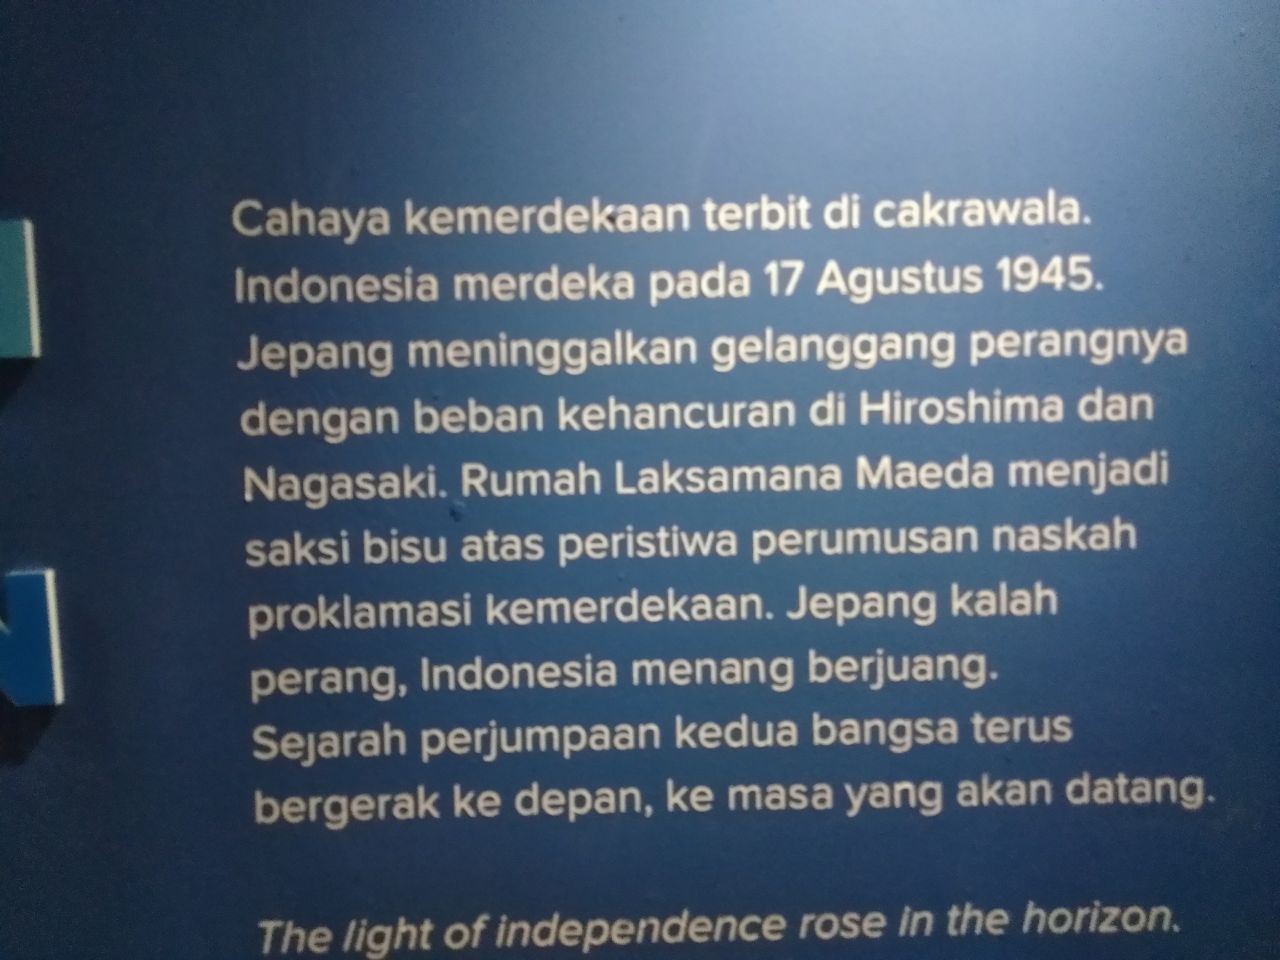 Cahaya kemerdekaan terbit di cakrawala.
Indonesia merdeka pada 17 Agustus 1945.
Jepang meninggalkan gelanggang perangnya
dengan beban kehancuran di Hiroshima dan
Nagasaki. Rumah Laksamana Maeda menjadi
saksi bisu atas peristiwa perumusan naskah
proklamasi kemerdekaan. Jepang kalah
perang, Indonesia menang berjuang.
Sejarah perjumpaan kedua bangsa terus
bergerak ke depan, ke masa yang akan datang.
The light of independence rose in the horizon.